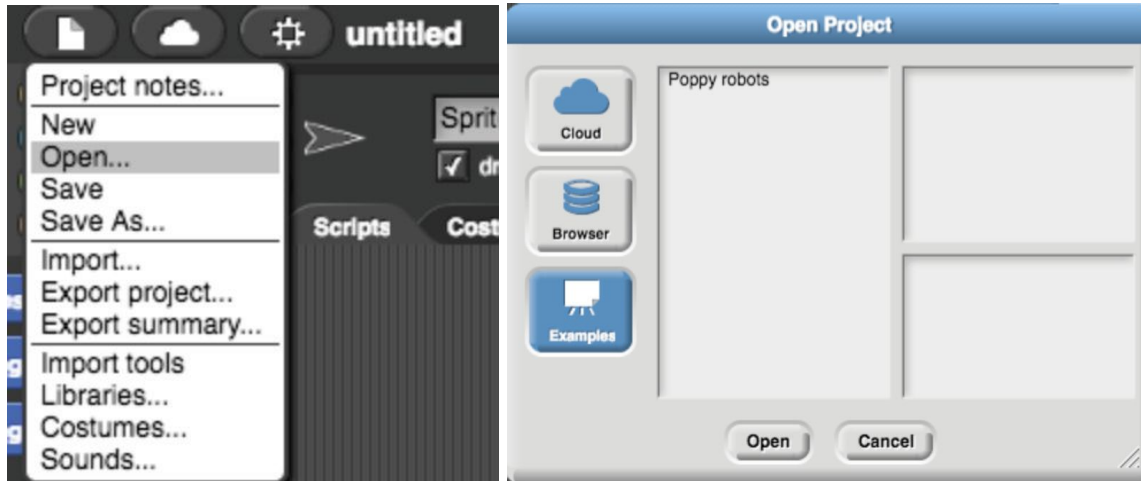 untitled
Project notes...
New
Open...
Save
Save As...
Import...
Export project...
Export summary...
Import tools
Libraries...
Costumes...
Sounds...
Sprit
dr
Scripts
Cost
Open Project
Cloud
Browser
Examples
Poppy robots
Open
Cancel